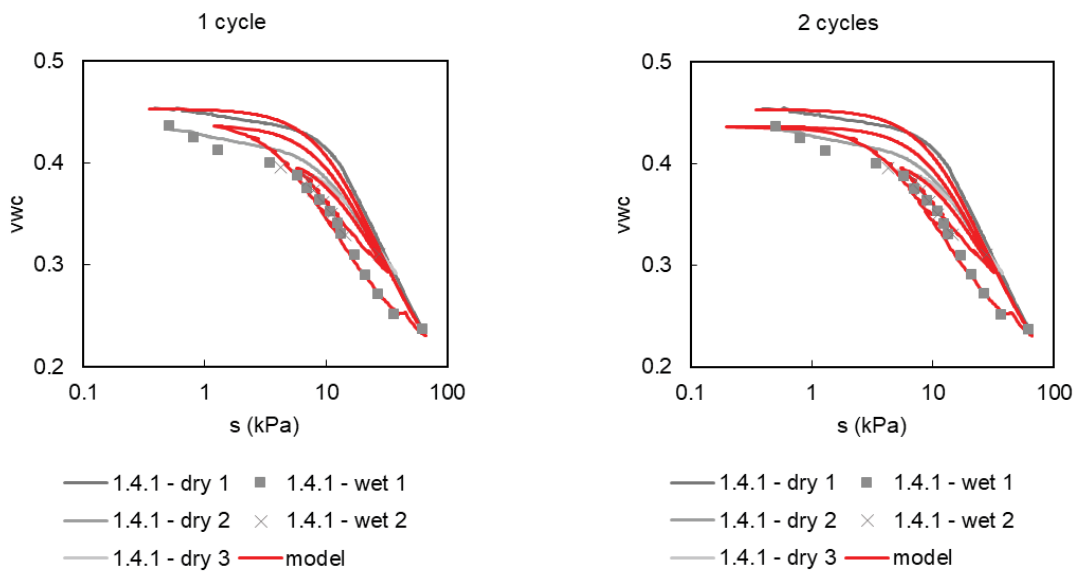 1 cycle
0.5
0.4
0.3
0.2
vwc
0.1
1
10
100
s (kPa)
1.4.1 - dry 1
1.4.1 - wet 1
1.4.1 - dry 2
1.4.1 - wet 2
1.4.1 - dry 3
model
2 cycles
0.5
0.4
0.3
0.2
vwc
0.1
1
10
100
s (kPa)
1.4.1 - dry 1
1.4.1 - wet 1
1.4.1 - dry 2
1.4.1 - wet 2
1.4.1 - dry 3
model